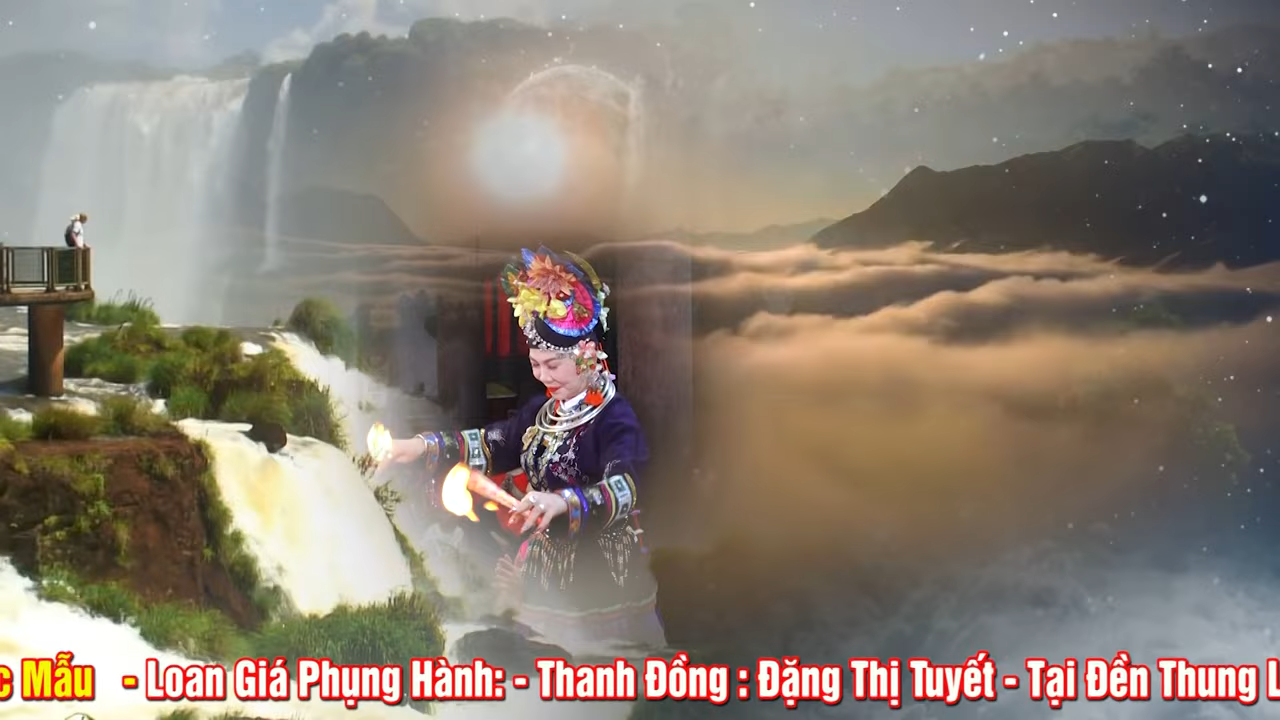 Mẫu - Loan Giá Phụng Hành: - Thanh Đồng : Đặng Thị Tuyết - Tại Đền Thung